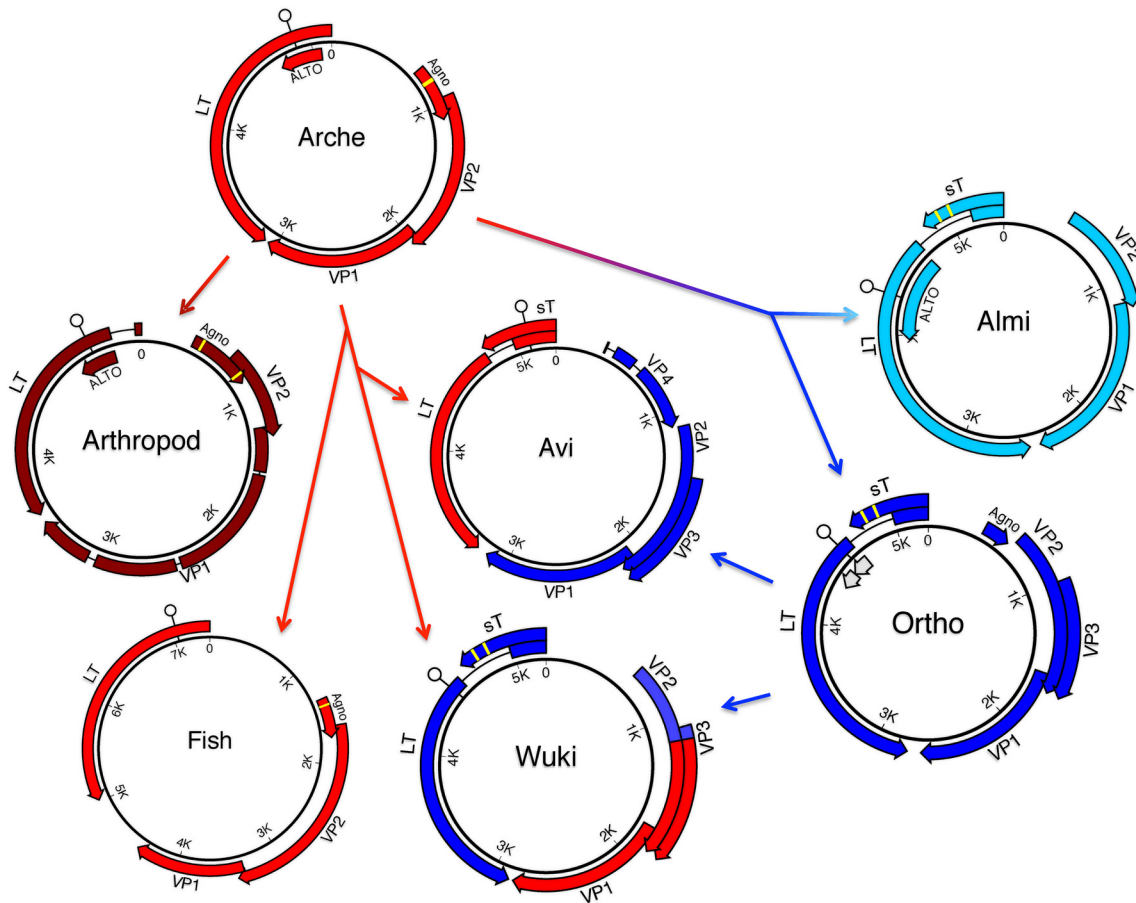 Arche
0
ALTO
Agno
1K
VP2
2K
VP1
3K
4K
LT
Almi
sT
0
5K
VP2
1K
VP1
2K
3K
LT
ALTO
Arthropod
0
Agno
VP2
1K
2K
VP1
3K
4K
LT
ALTO
Avi
sT
0
5K
VP4
1K
VP2
VP3
2K
VP1
3K
4K
LT
Ortho
sT
0
5K
Agno
VP2
1K
VP3
2K
VP1
3K
4K
LT
Fish
0
7K
1K
Agno
2K
VP2
3K
VP1
4K
5K
6K
LT
Wuki
sT
0
5K
VP2
1K
VP3
2K
VP1
3K
4K
LT